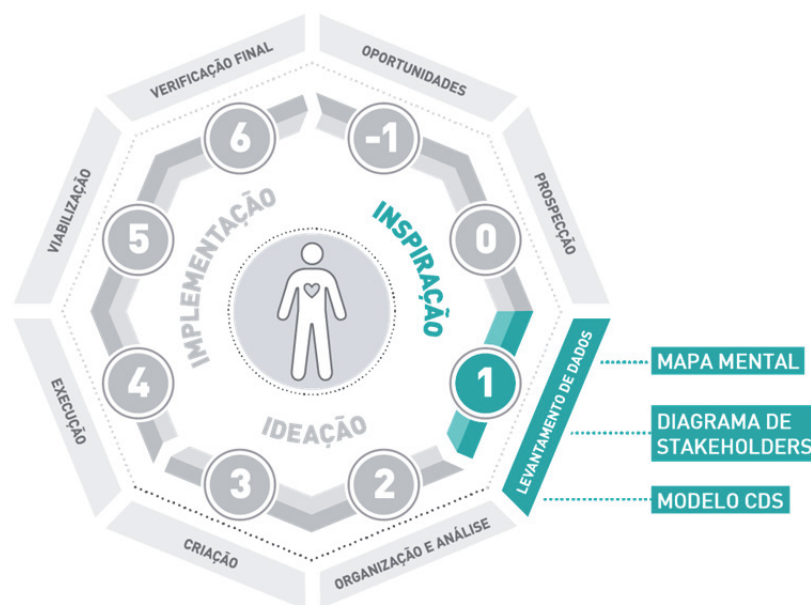 OPORTUNIDADES
-1
PROSPECÇÃO
0
LEVANTAMENTO DE DADOS
1
MAPA MENTAL
DIAGRAMA DE
STAKEHOLDERS
MODELO CDS
ORGANIZAÇÃO E ANÁLISE
2
CRIAÇÃO
3
EXECUÇÃO
4
VIABILIZAÇÃO
5
VERIFICAÇÃO FINAL
6
INSPIRAÇÃO
IDEAÇÃO
IMPLEMENTAÇÃO